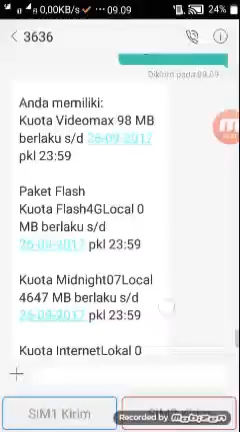 0,00KB/s ... 09.09 24%
3636
Dikirim pada 09.09
Anda memiliki:
Kuota Videomax 98 MB
berlaku s/d 26-09-2017
pkl 23:59
Paket Flash
Kuota Flash4GLocal 0
MB berlaku s/d
26-09-2017 pkl 23:59
Kuota Midnight07Local
4647 MB berlaku s/d
26-09-2017 pkl 23:59
Kuota InternetLokal 0
SIM1 Kirim
Recorded by Mobizen